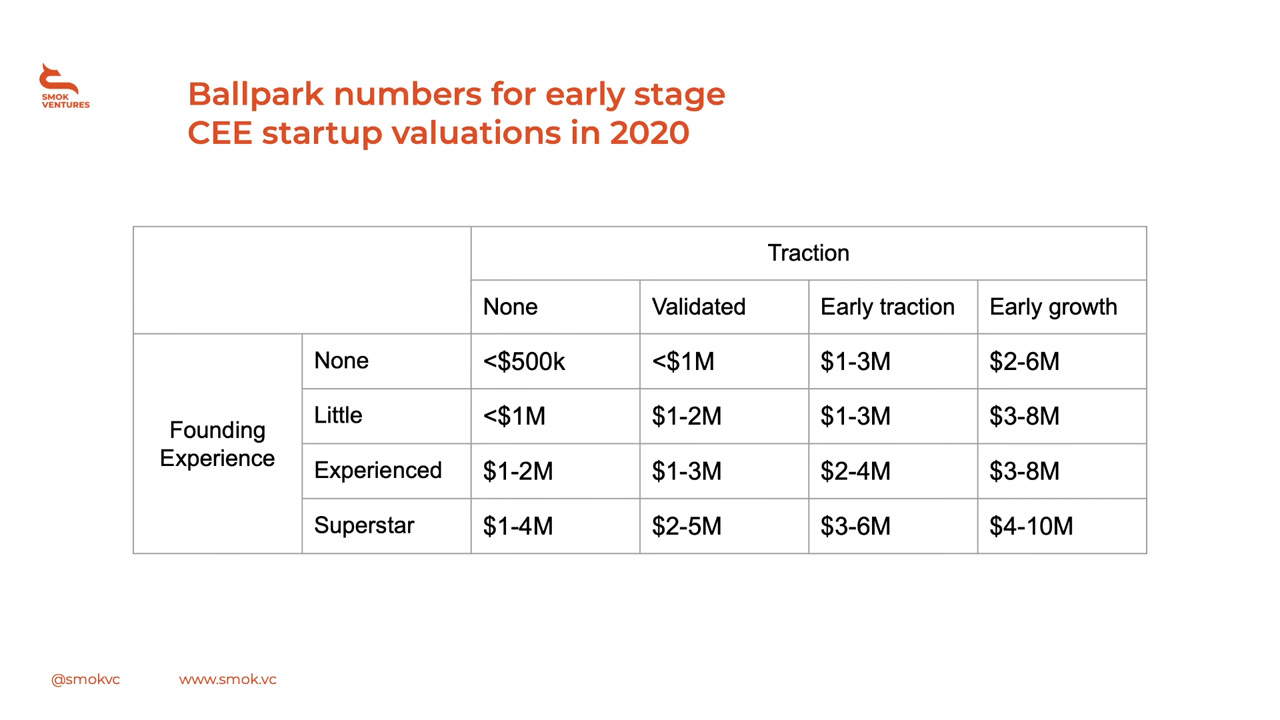 SMOK
VENTURES
Ballpark numbers for early stage
CEE startup valuations in 2020
Traction
None Validated Early traction Early growth
Founding
Experience
None <$500k <$1M $1-3M $2-6M
Little <$1M $1-2M $1-3M $3-8M
Experienced $1-2M $1-3M $2-4M $3-8M
Superstar $1-4M $2-5M $3-6M $4-10M
@smokvc www.smok.vc